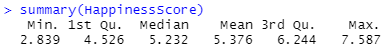 > summary(HappinessScore)
Min. 1st Qu. Median Mean 3rd Qu. Max.
2.839 4.526 5.232 5.376 6.244 7.587